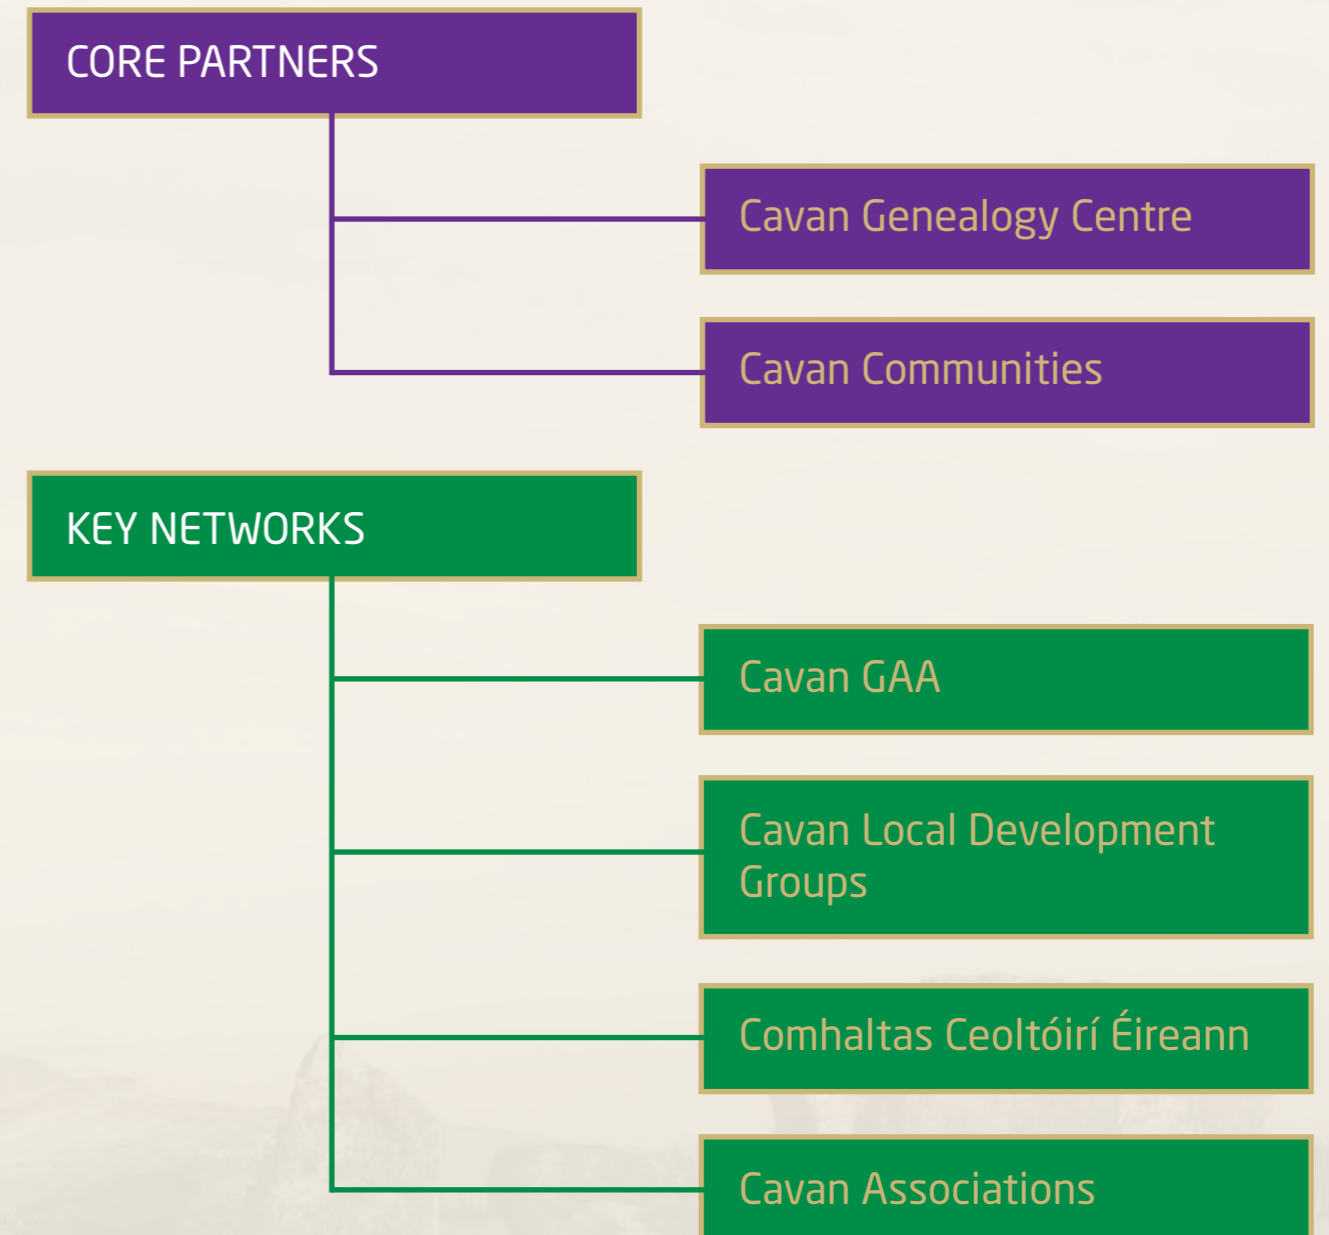 CORE PARTNERS
Cavan Genealogy Centre
Cavan Communities
KEY NETWORKS
Cavan GAA
Cavan Local Development
Groups
Comhaltas Ceoltóirí Éireann
Cavan Associations